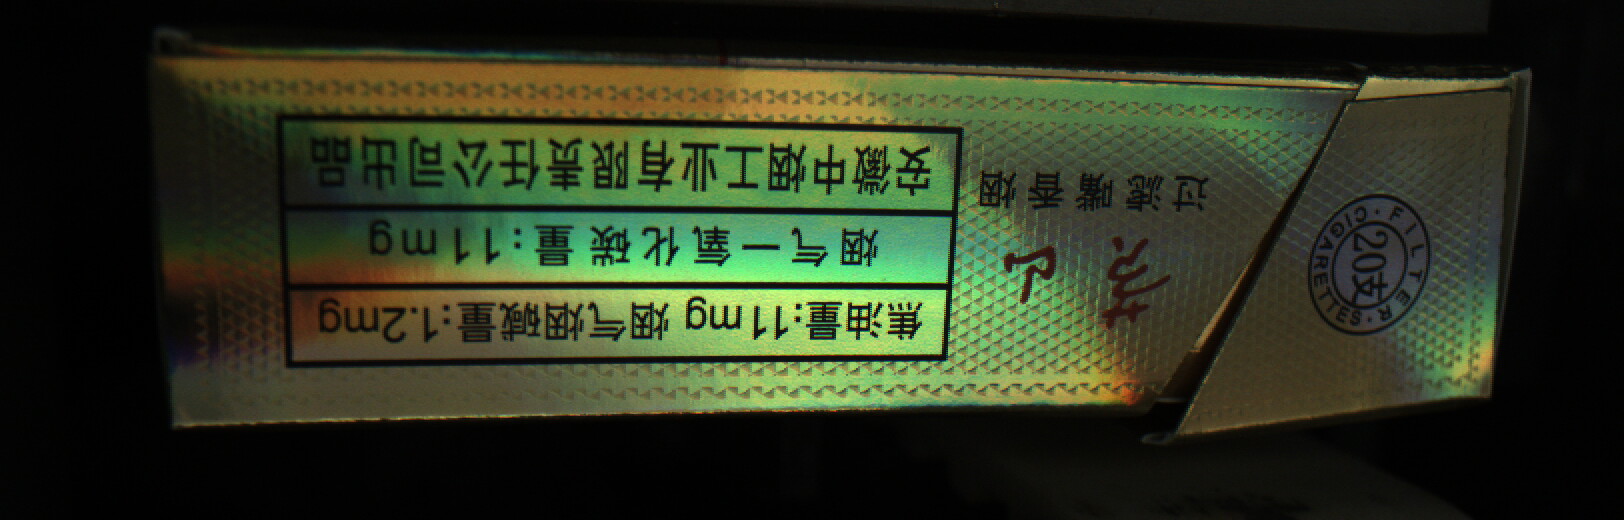 FILTER · CIGARETTES ·
20支
黄山
过滤嘴香烟
焦油量:11mg 烟气烟碱量:1.2mg
烟气一氧化碳量:11mg
安徽中烟工业有限责任公司出品